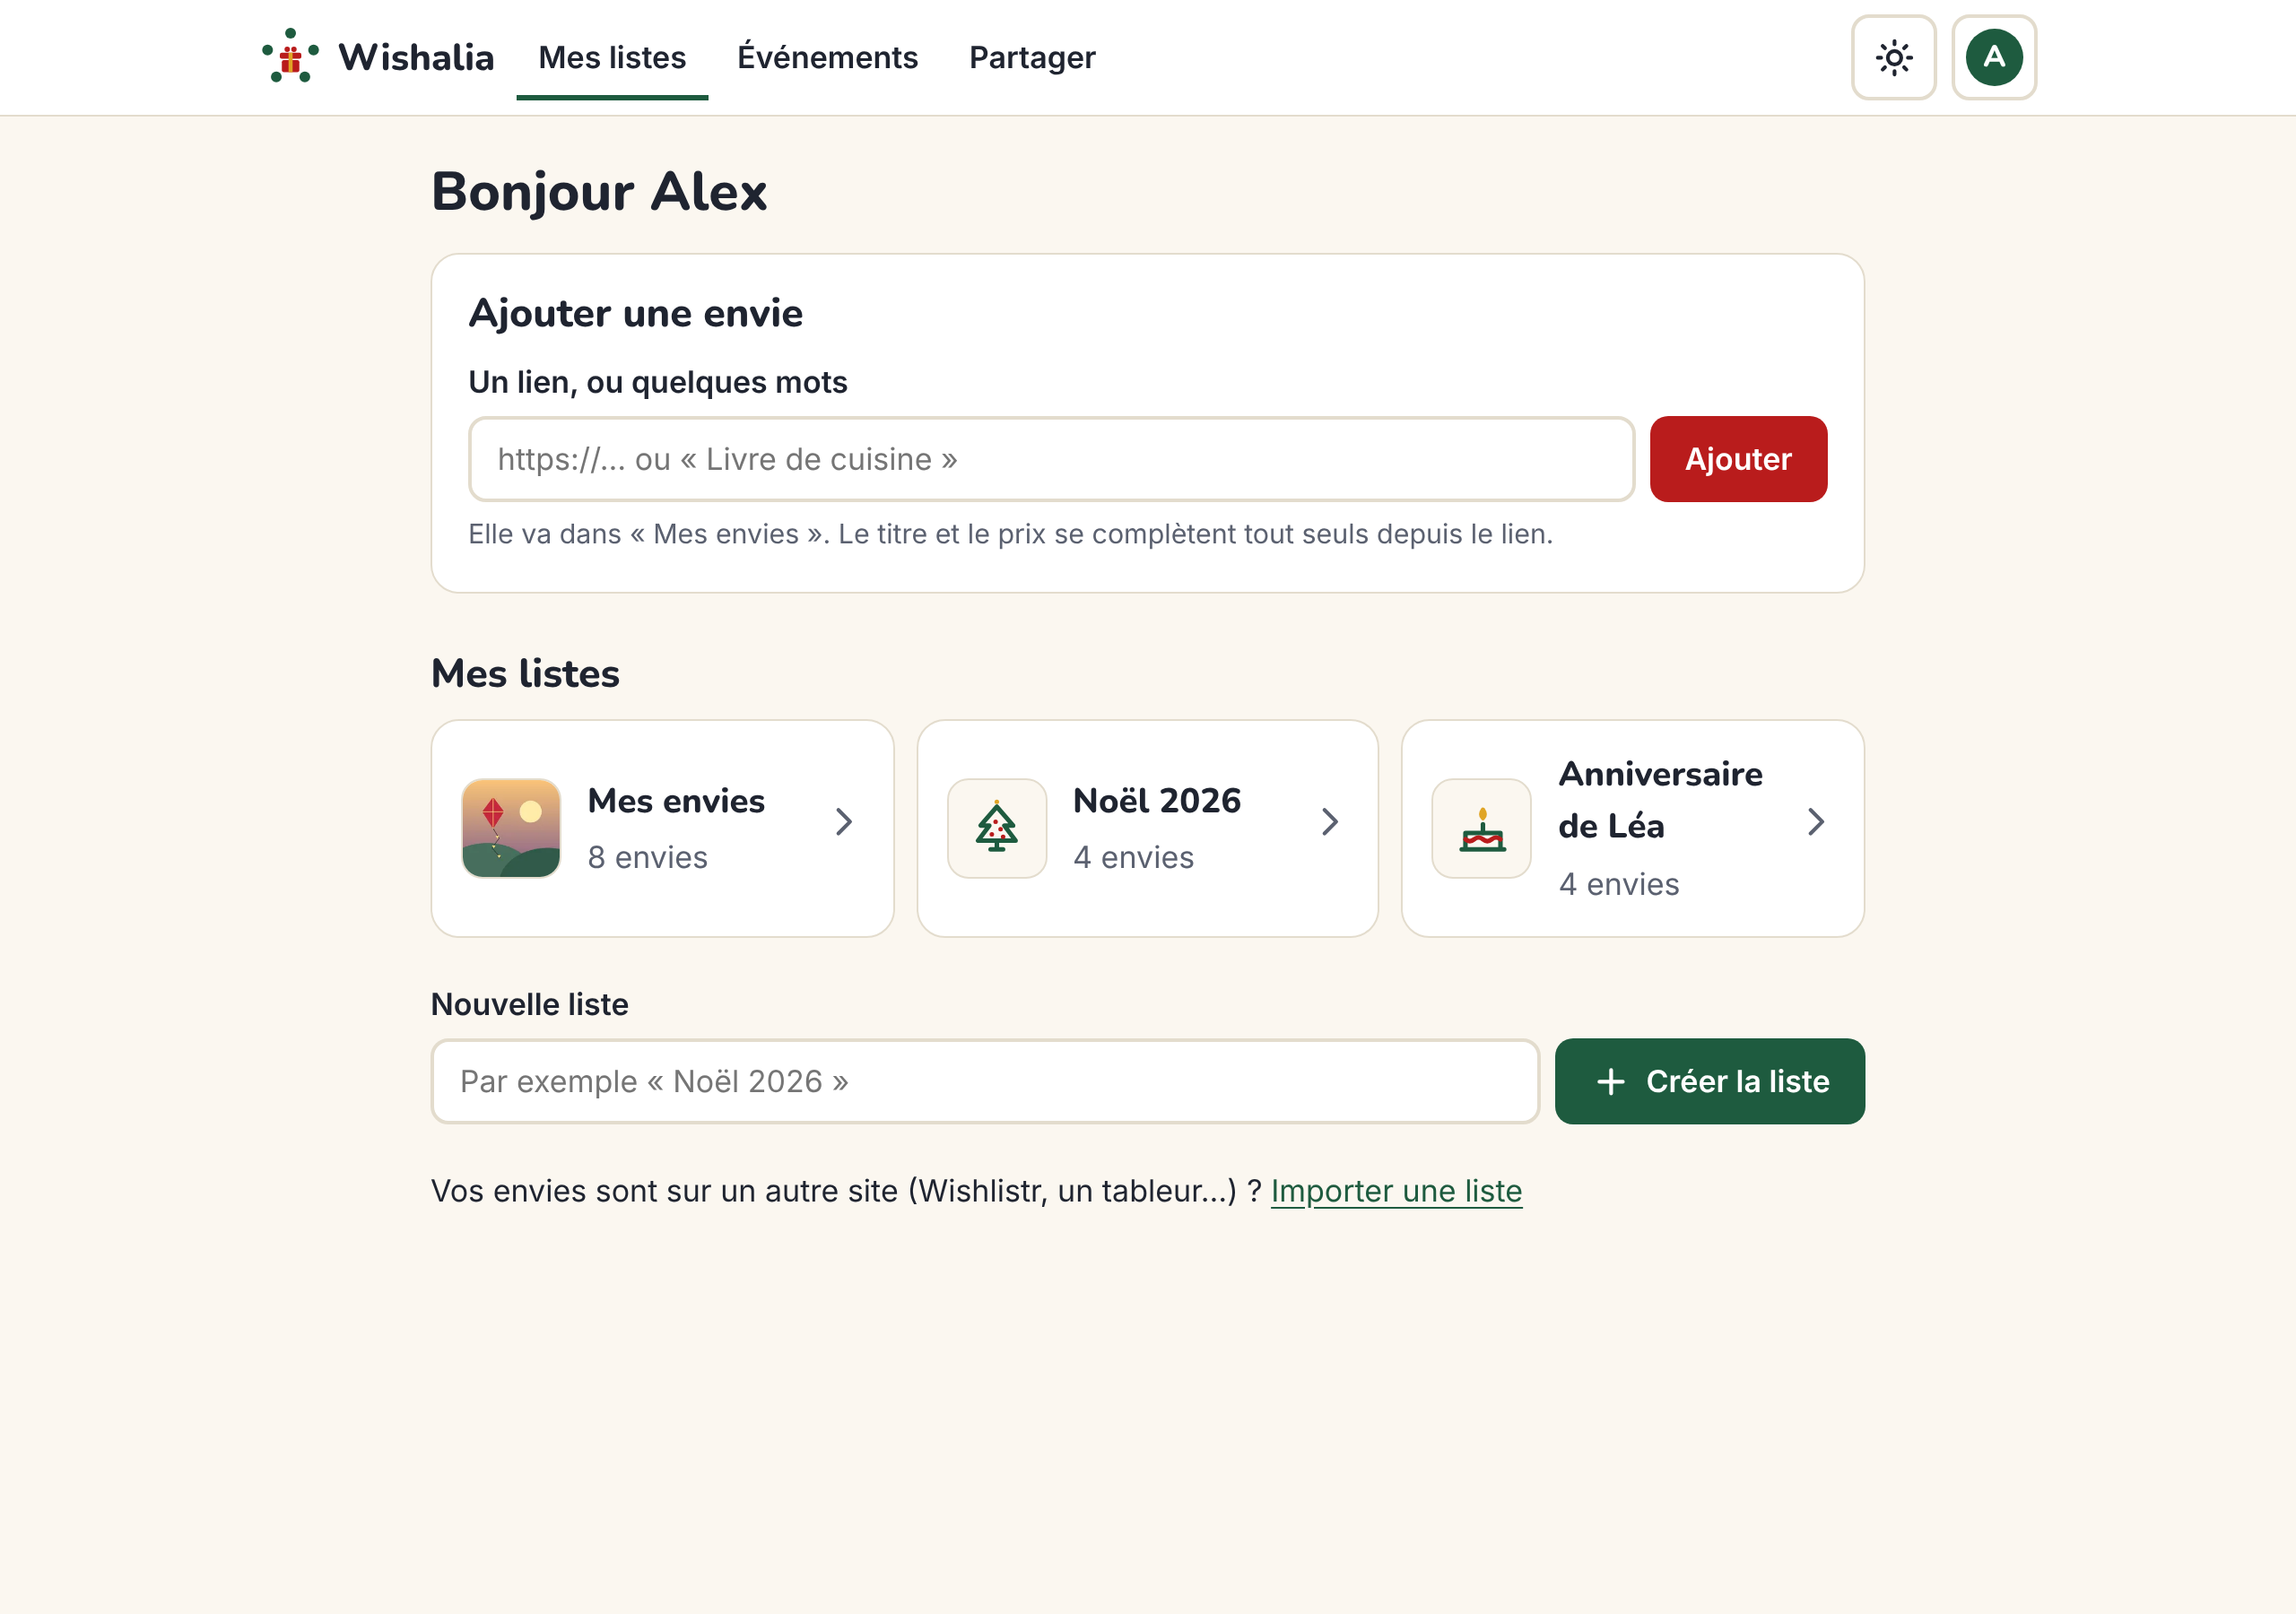 Wishalia
Mes listes
Événements
Partager
A
Bonjour Alex
Ajouter une envie
Un lien, ou quelques mots
https://... ou « Livre de cuisine »
Ajouter
Elle va dans « Mes envies ». Le titre et le prix se complètent tout seuls depuis le lien.
Mes listes
Mes envies
8 envies
Noël 2026
4 envies
Anniversaire
de Léa
4 envies
Nouvelle liste
Par exemple « Noël 2026 »
Créer la liste
Vos envies sont sur un autre site (Wishlistr, un tableur...) ? Importer une liste